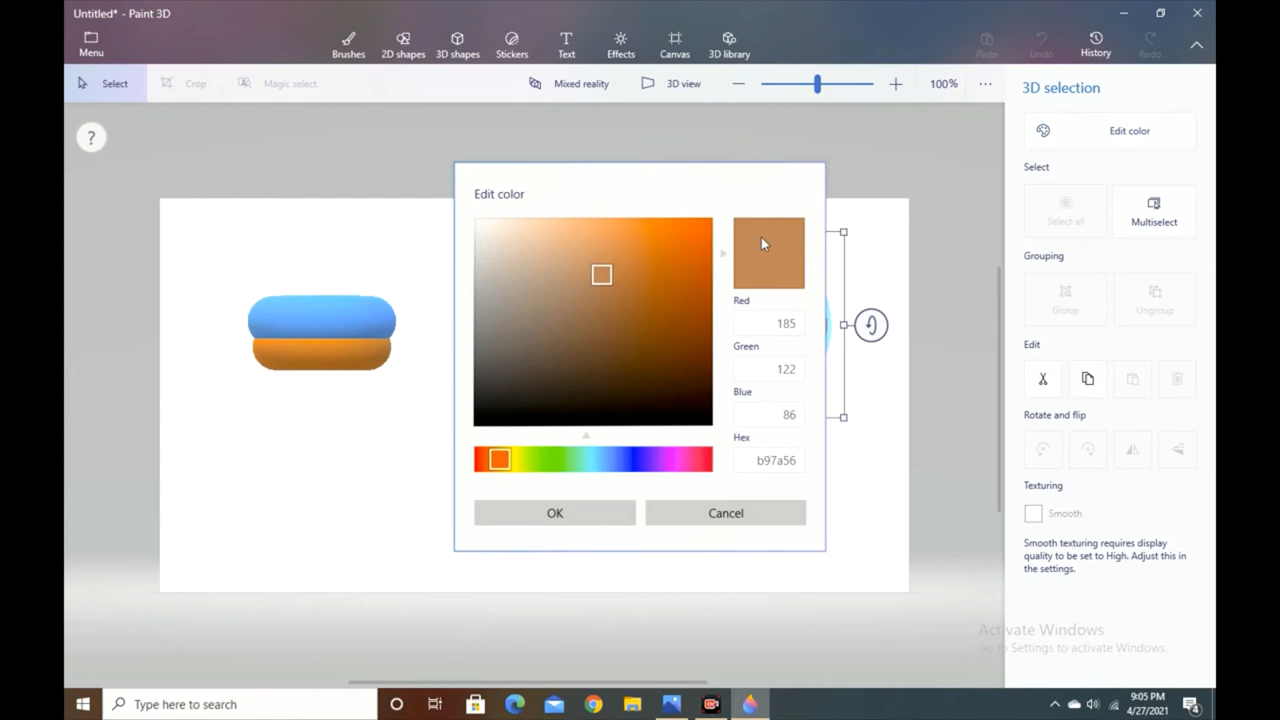 Untitled* - Paint 3D
Menu
Brushes
2D shapes
3D shapes
Stickers
Text
Effects
Canvas
3D library
Paste
Undo
History
Redo
Select
Crop
Magic select
Mixed reality
3D view
100%
3D selection
?
Edit color
Select
Select all
Multiselect
Grouping
Group
Ungroup
Edit
Rotate and flip
Texturing
Smooth
Smooth texturing requires display
quality to be set to High. Adjust this in
the settings.
Edit color
Red
185
Green
122
Blue
86
Hex
b97a56
OK
Cancel
Activate Windows
Go to Settings to activate Windows.
Type here to search
9:05 PM
4/27/2021
4